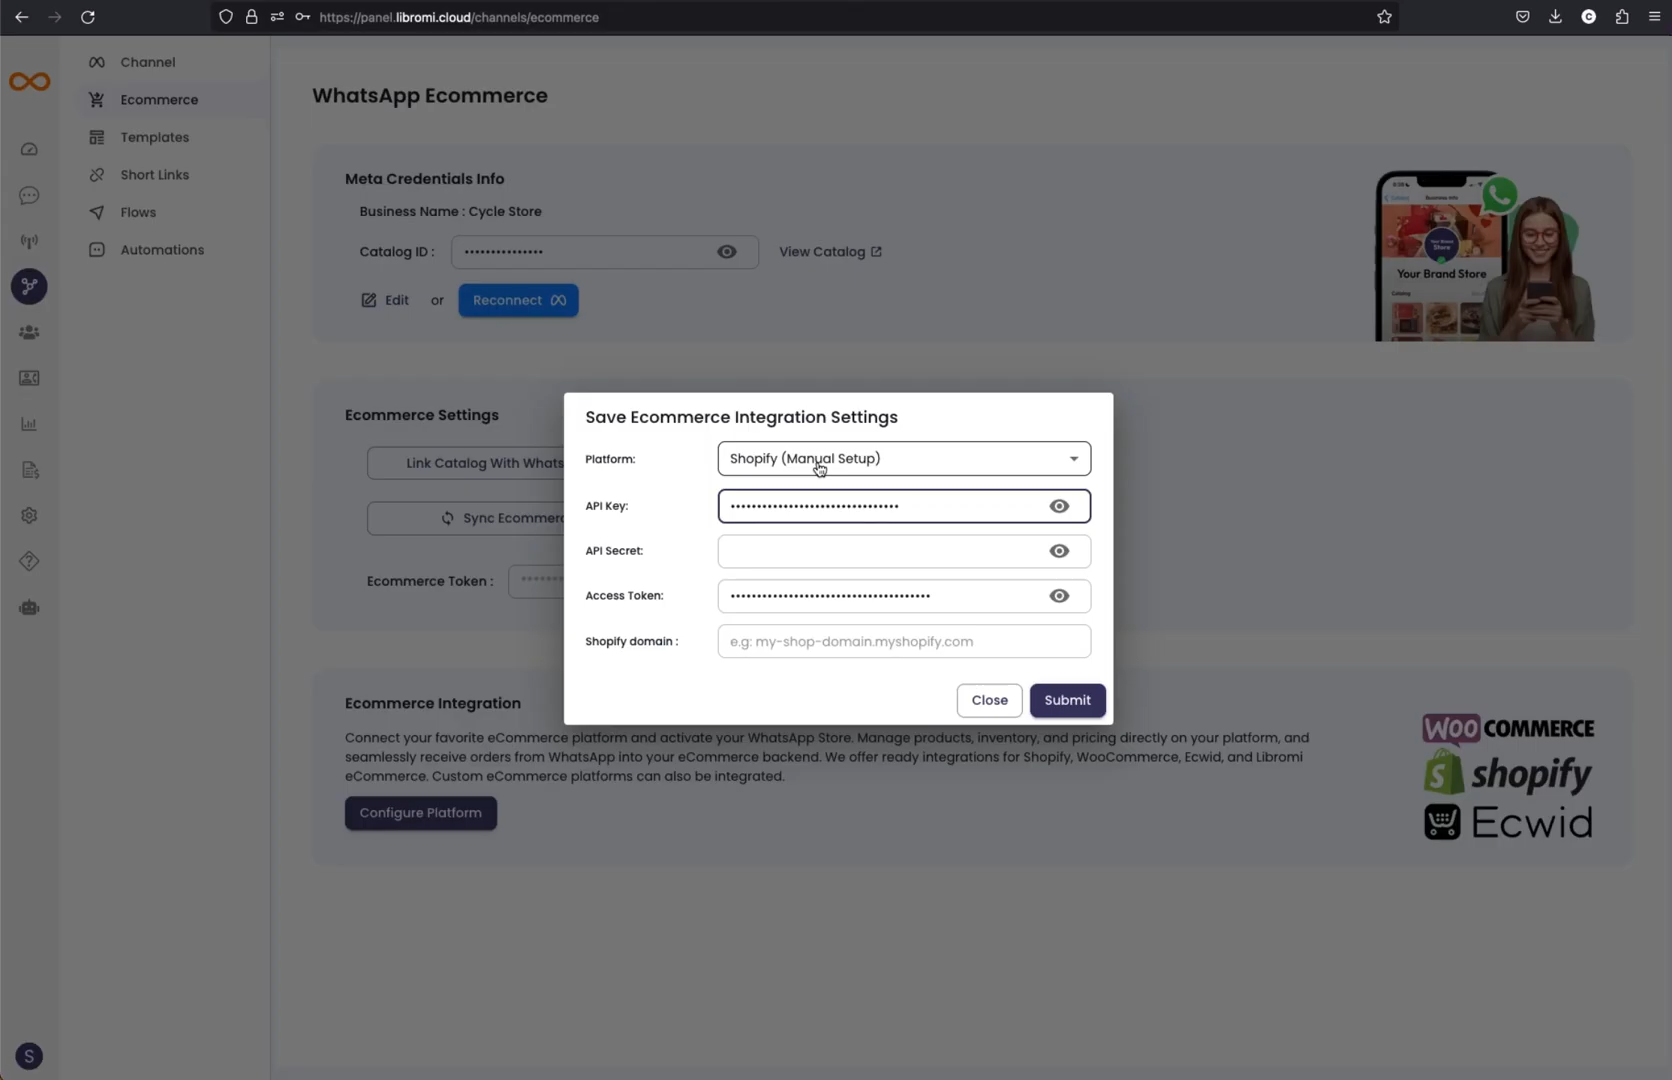 https://panel.libromi.cloud/channels/ecommerce
Channel
Ecommerce
Templates
Short Links
Flows
Automations
S
WhatsApp Ecommerce
Meta Credentials Info
Business Name : Cycle Store
Catalog ID : •••••••••••••••
View Catalog
Edit or Reconnect
Your Brand Store
Ecommerce Settings
Link Catalog With Whats
Sync Ecommer
Ecommerce Token :
Save Ecommerce Integration Settings
Platform: Shopify (Manual Setup)
API Key: ••••••••••••••••••••••••••••••••
API Secret:
Access Token: ••••••••••••••••••••••••••••••••••••••
Shopify domain : e.g: my-shop-domain.myshopify.com
Close Submit
Ecommerce Integration
Connect your favorite eCommerce platform and activate your WhatsApp Store. Manage products, inventory, and pricing directly on your platform, and
seamlessly receive orders from WhatsApp into your eCommerce backend. We offer ready integrations for Shopify, WooCommerce, Ecwid, and Libromi
eCommerce. Custom eCommerce platforms can also be integrated.
Configure Platform
WOO COMMERCE
shopify
Ecwid